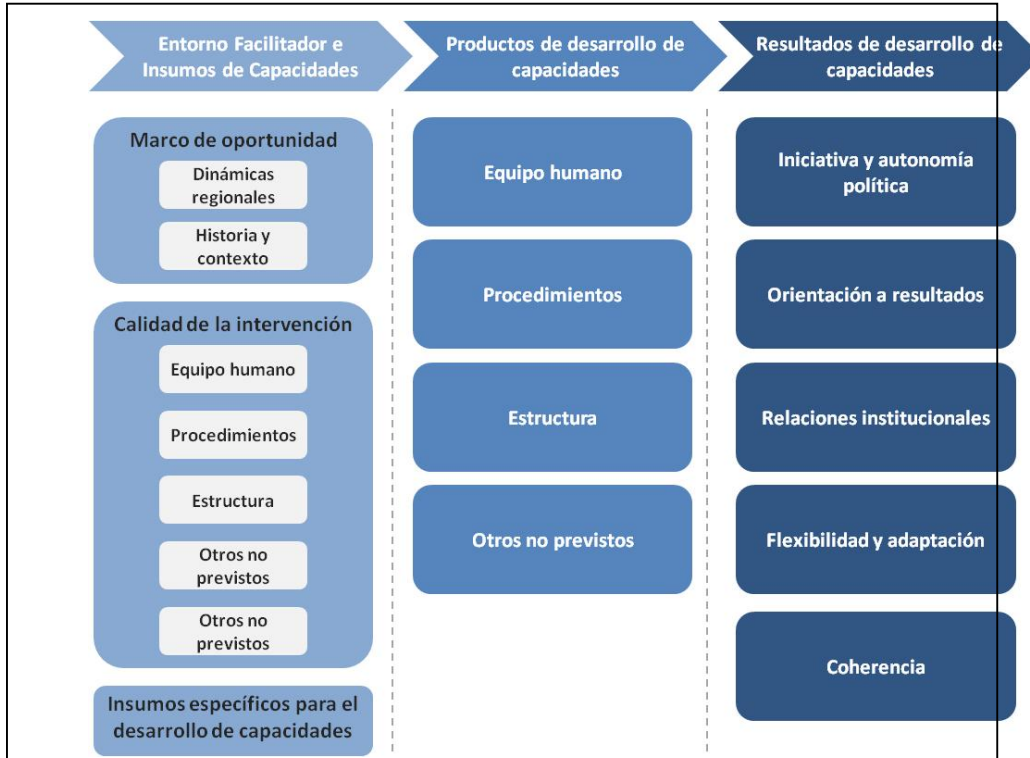 Entorno Facilitador e
Insumos de Capacidades
Productos de desarrollo de
capacidades
Resultados de desarrollo de
capacidades
Marco de oportunidad
Dinámicas
regionales
Historia y
contexto
Calidad de la intervención
Equipo humano
Procedimientos
Estructura
Otros no
previstos
Otros no
previstos
Insumos específicos para el
desarrollo de capacidades
Equipo humano
Procedimientos
Estructura
Otros no previstos
Iniciativa y autonomía
política
Orientación a resultados
Relaciones institucionales
Flexibilidad y adaptación
Coherencia